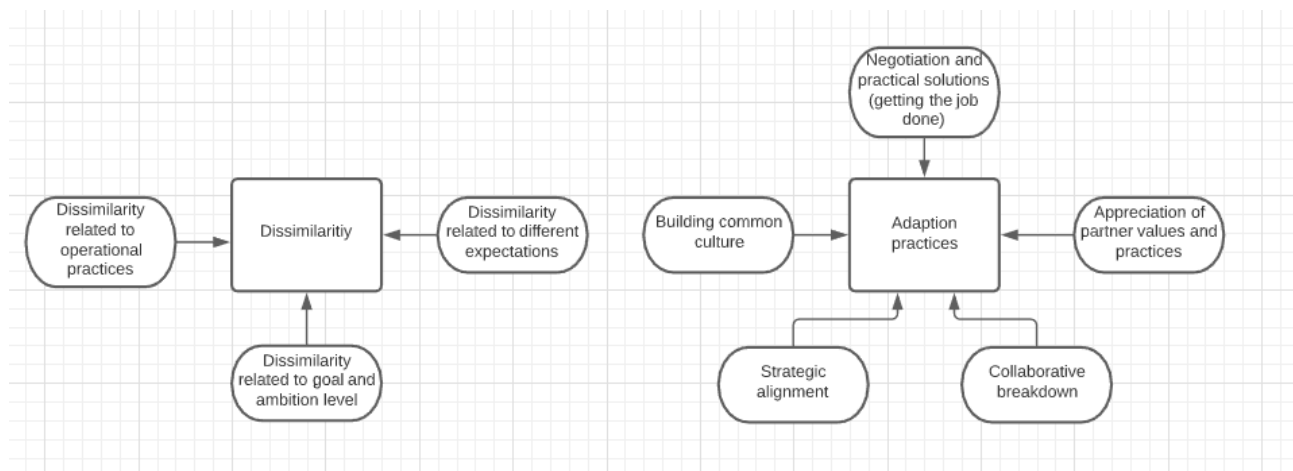 Dissimilarity
related to
operational
practices
Dissimilaritiy
Dissimilarity
related to different
expectations
Dissimilarity
related to goal and
ambition level
Negotiation and
practical solutions
(getting the job
done)
Building common
culture
Adaption
practices
Appreciation of
partner values and
practices
Strategic
alignment
Collaborative
breakdown